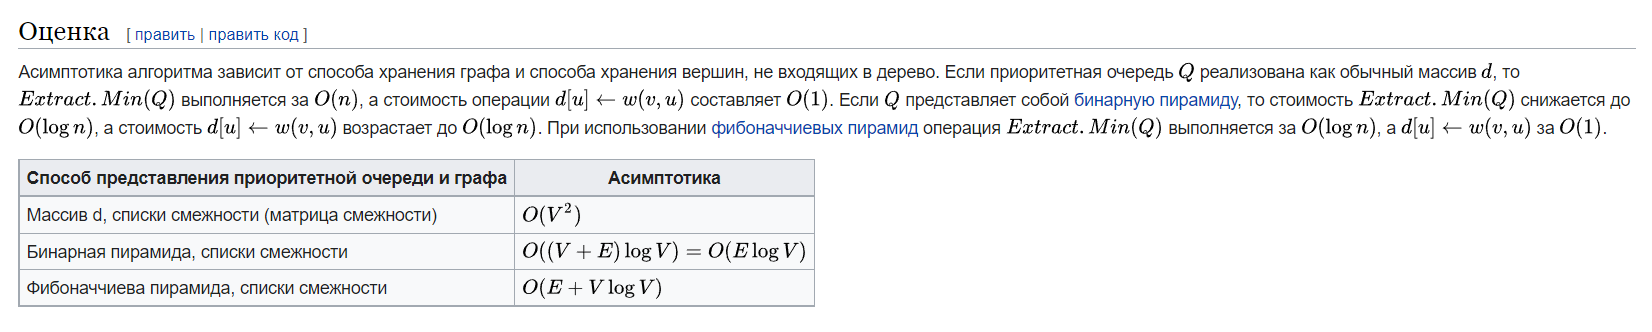 Оценка [ править | править код ]
Асимптотика алгоритма зависит от способа хранения графа и способа хранения вершин, не входящих в дерево. Если приоритетная очередь Q реализована как обычный массив d, то
Extract. Min(Q) выполняется за O(n), а стоимость операции d[u] ← w(v, u) составляет O(1). Если Q представляет собой бинарную пирамиду, то стоимость Extract. Min(Q) снижается до
O(log n), а стоимость d[u] ← w(v, u) возрастает до O(log n). При использовании фибоначчиевых пирамид операция Extract. Min(Q) выполняется за O(log n), а d[u] ← w(v, u) за O(1).
Способ представления приоритетной очереди и графа Асимптотика
Массив d, списки смежности (матрица смежности) O(V²)
Бинарная пирамида, списки смежности O((V + E) log V) = O(E log V)
Фибоначчиева пирамида, списки смежности O(E + V log V)